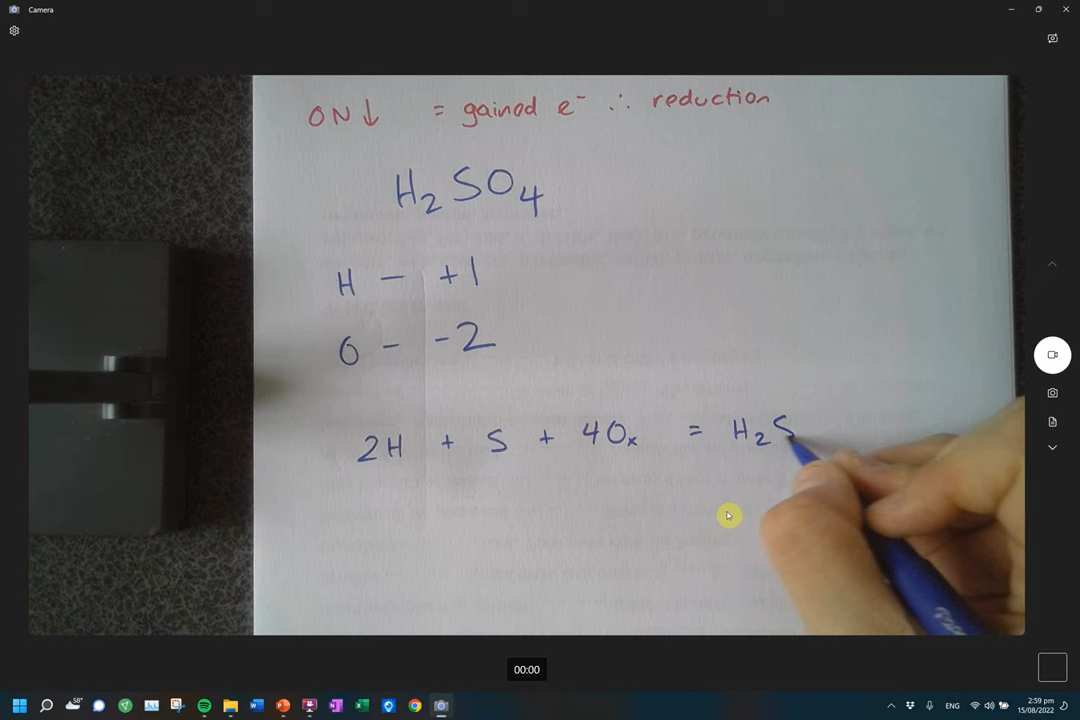 Camera
ON↓ = gained e⁻ ∴ reduction
H₂SO₄
H — +1
O - -2
2H + S + 4Oₓ = H₂S
00:00
58°
ENG
2:59 pm
15/08/2022